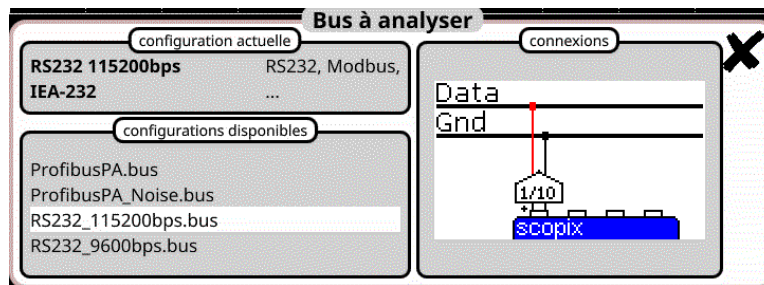 Bus à analyser
configuration actuelle
RS232 115200bps RS232, Modbus,
IEA-232 ...
configurations disponibles
ProfibusPA.bus
ProfibusPA_Noise.bus
RS232_115200bps.bus
RS232_9600bps.bus
connexions
Data
Gnd
1/10
+
scopix